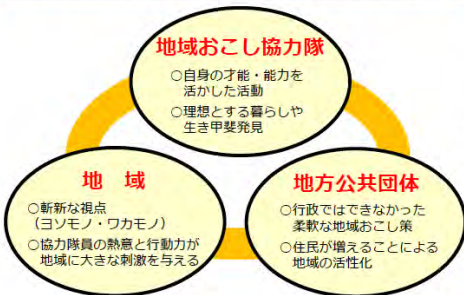 地域おこし協力隊
○自身の才能・能力を
活かした活動
○理想とする暮らしや
生き甲斐発見
地　域
○斬新な視点
（ヨソモノ・ワカモノ）
○協力隊員の熱意と行動力が
地域に大きな刺激を与える
地方公共団体
○行政ではできなかった
柔軟な地域おこし策
○住民が増えることによる
地域の活性化